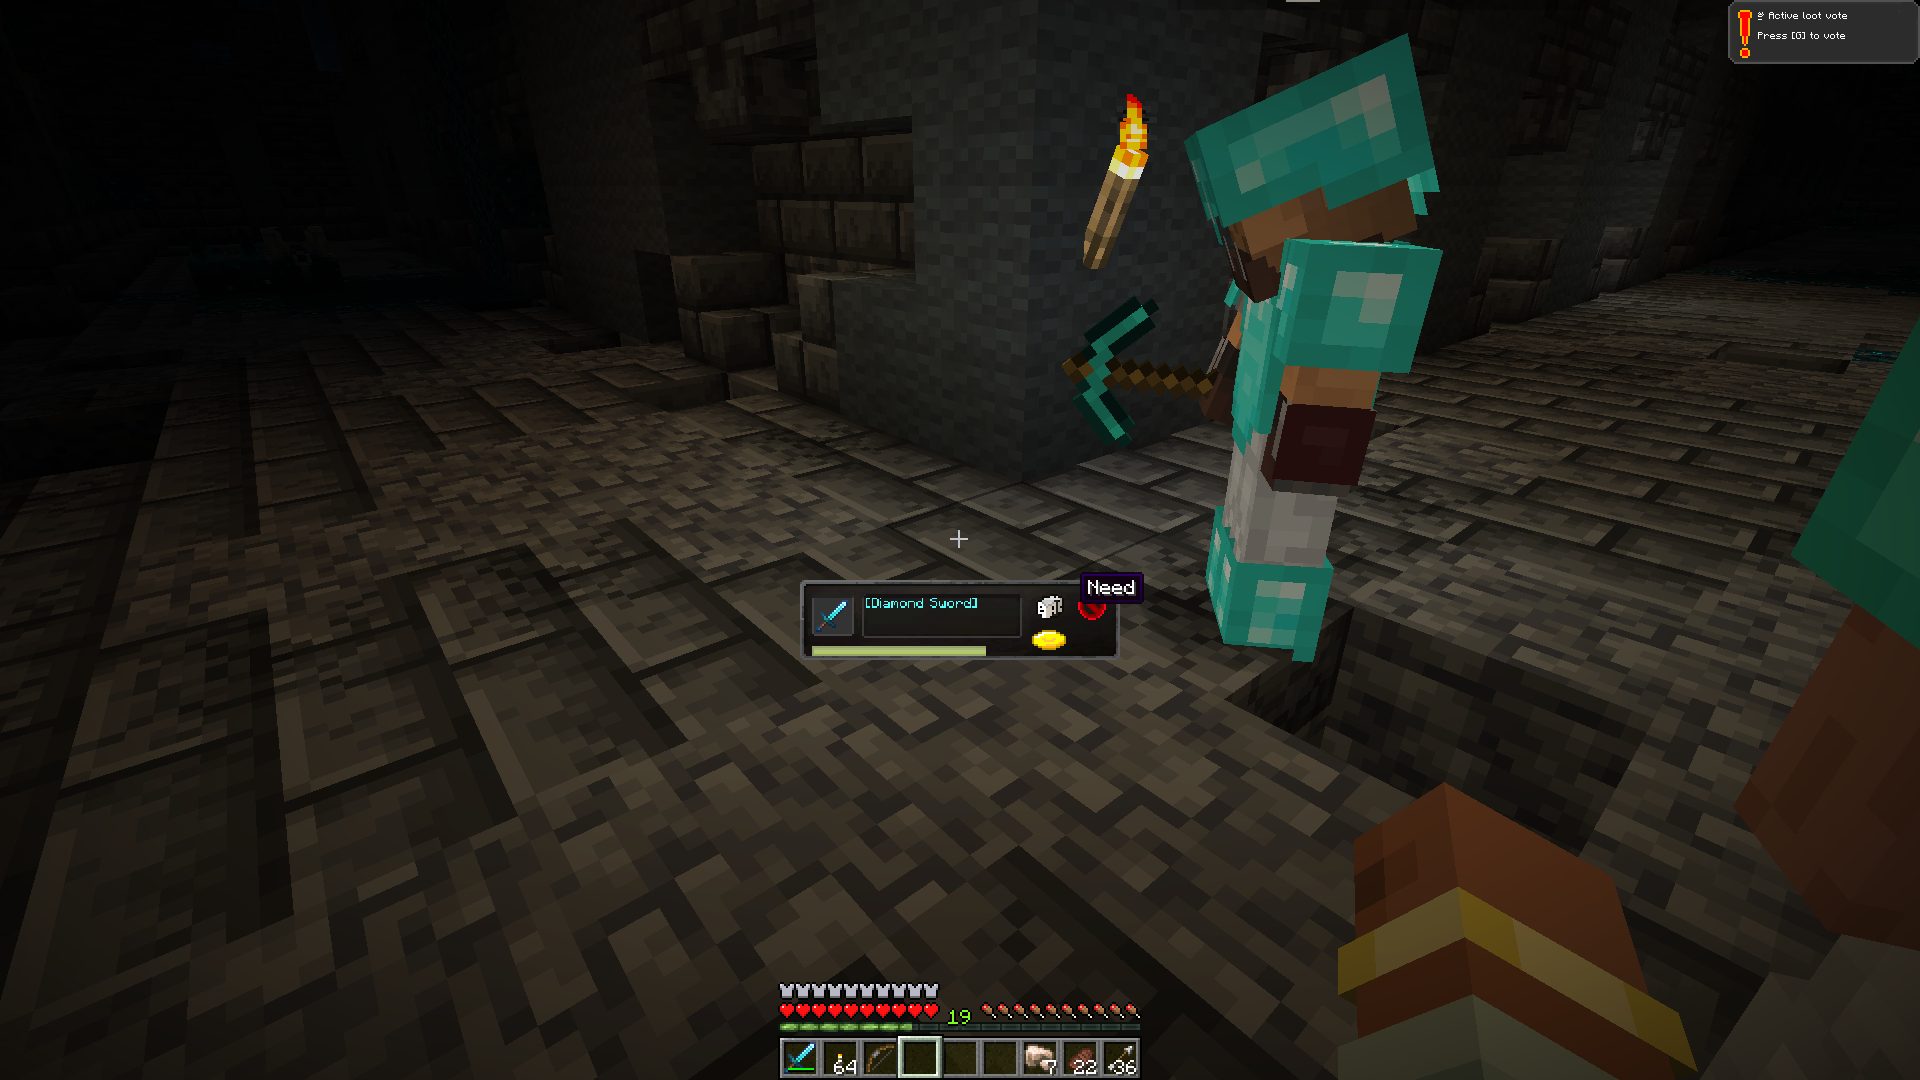 Active loot vote
Press [G] to vote
Need
[Diamond Sword]
19
64
7
22
36